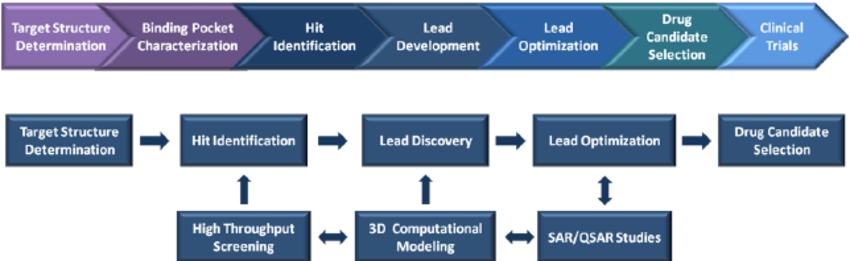 Target Structure
Determination
Binding Pocket
Characterization
Hit
Identification
Lead
Development
Lead
Optimization
Drug
Candidate
Selection
Clinical
Trials
Target Structure
Determination
Hit Identification
Lead Discovery
Lead Optimization
Drug Candidate
Selection
High Throughput
Screening
3D Computational
Modeling
SAR/QSAR Studies